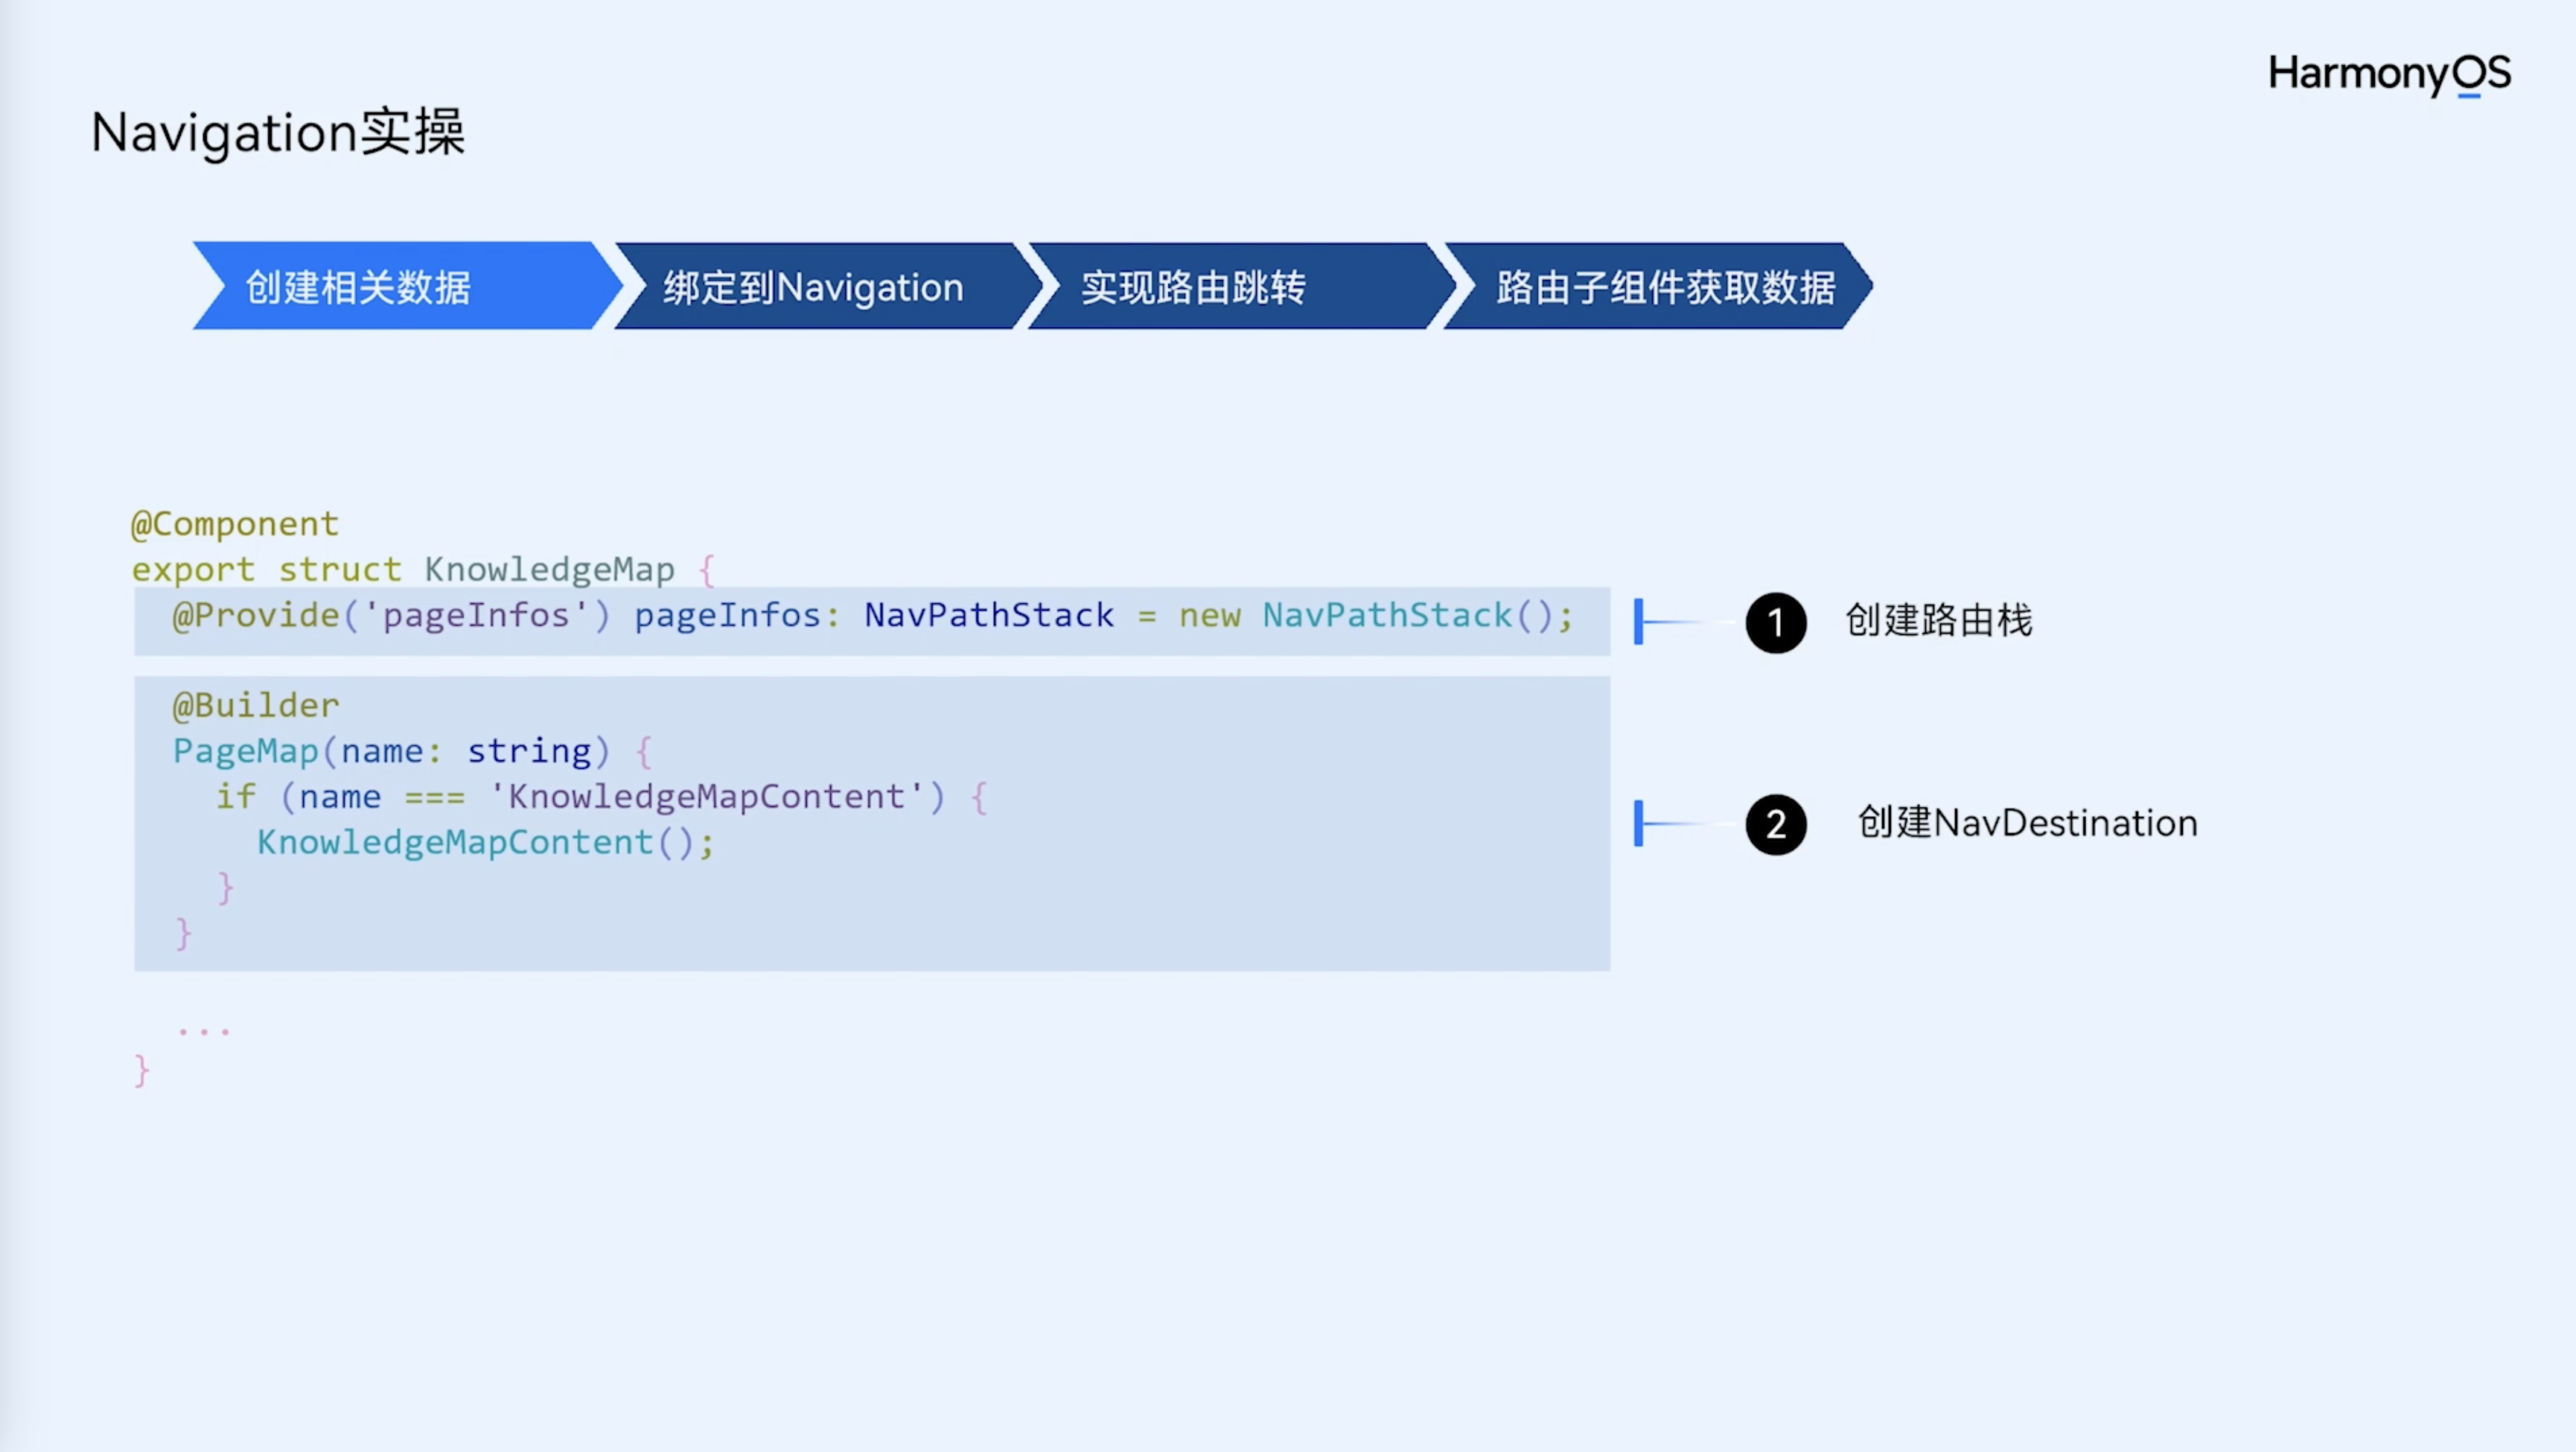 HarmonyOS
Navigation实操
创建相关数据
绑定到Navigation
实现路由跳转
路由子组件获取数据
@Component
export struct KnowledgeMap {
@Provide('pageInfos') pageInfos: NavPathStack = new NavPathStack();
1 创建路由栈
@Builder
PageMap(name: string) {
if (name === 'KnowledgeMapContent') {
KnowledgeMapContent();
}
}
2 创建NavDestination
...
}